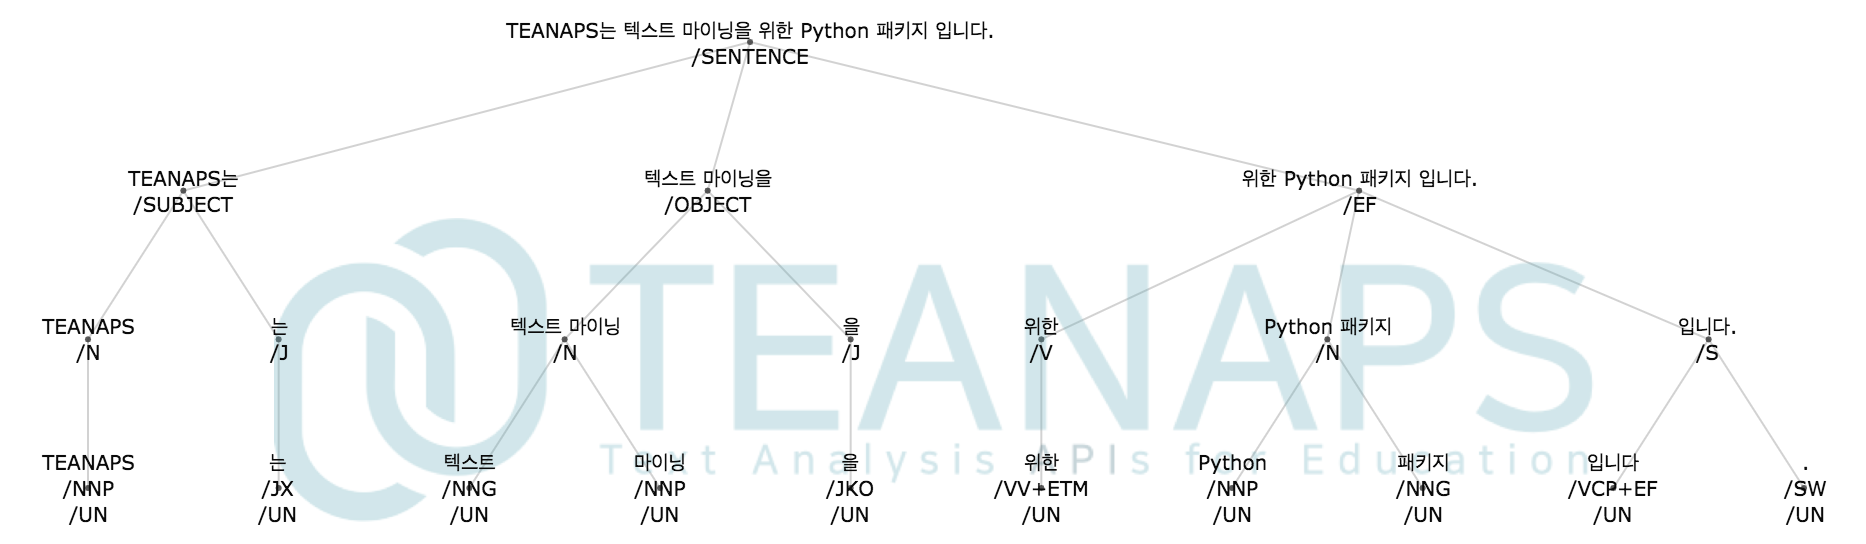 TEANAPS는 텍스트 마이닝을 위한 Python 패키지 입니다.
/SENTENCE
TEANAPS는 텍스트 마이닝을 위한 Python 패키지 입니다.
/SUBJECT /OBJECT /EF
TEANAPS
TEANAPS 는 텍스트 마이닝 을 위한 Python 패키지 입니다.
/N /J /N /J /V /N /S
Text Analysis APIs for Education
TEANAPS 는 텍스트 마이닝 을 위한 Python 패키지 입니다 .
/NNP /JX /NNG /NNP /JKO /VV+ETM /NNP /NNG /VCP+EF /SW
/UN /UN /UN /UN /UN /UN /UN /UN /UN /UN